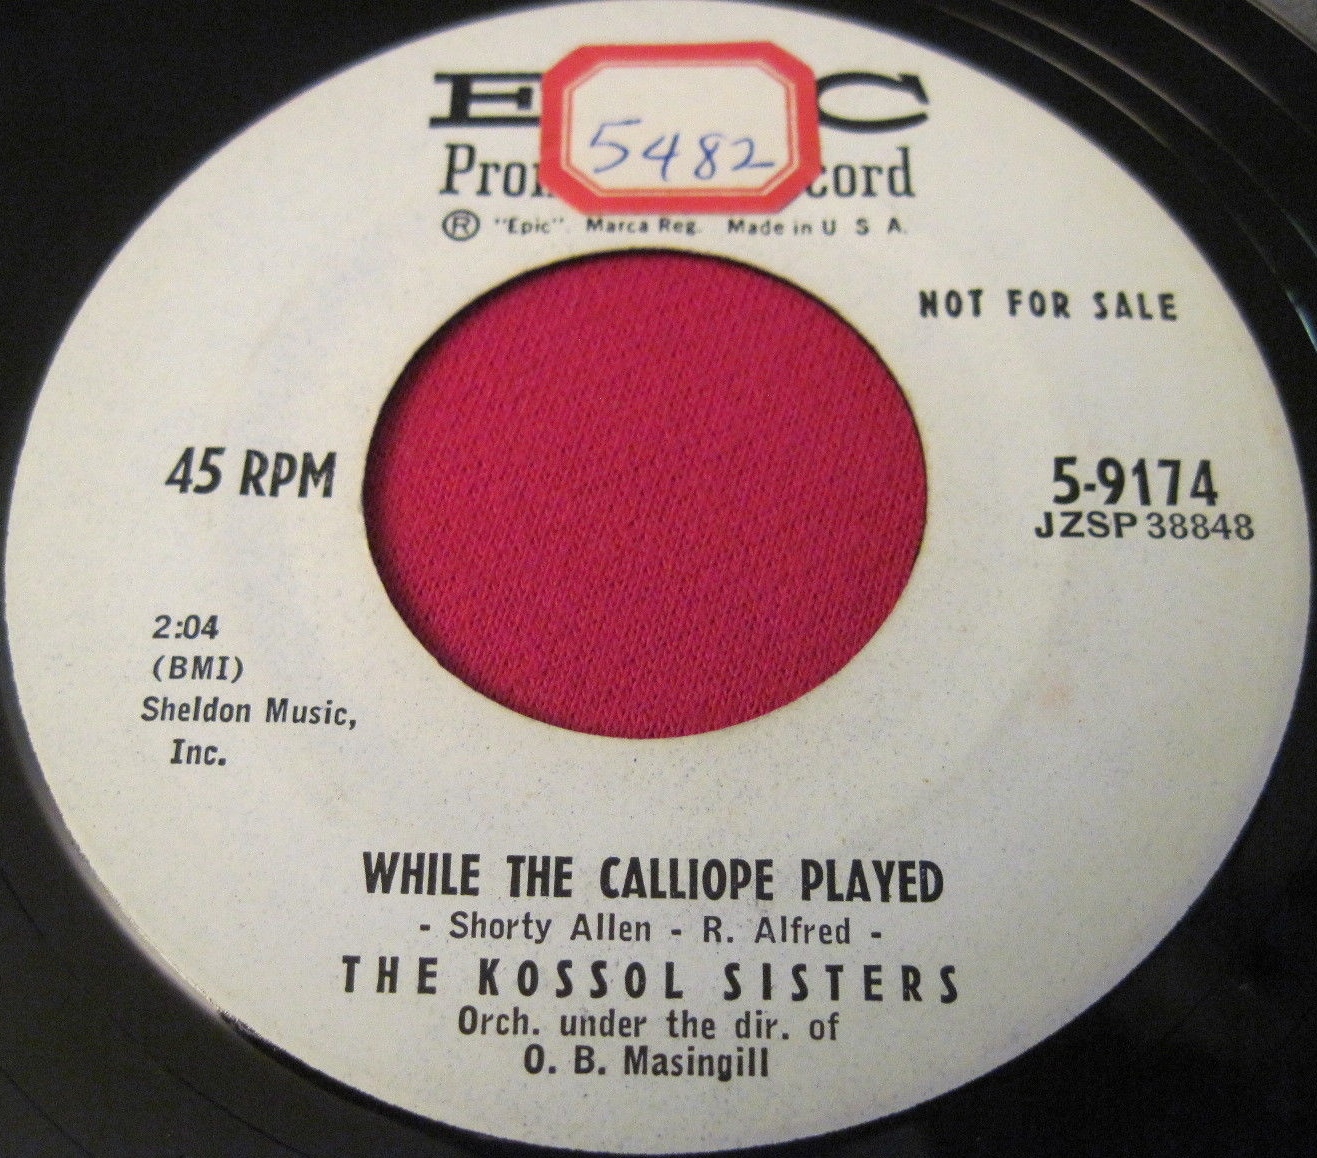 E C
5482
Pro cord
Ⓡ "Epic". Marca Reg. Made in U S A.
NOT FOR SALE
45 RPM
5-9174
JZSP 38848
2:04
(BMI)
Sheldon Music,
Inc.
WHILE THE CALLIOPE PLAYED
- Shorty Allen - R. Alfred -
THE KOSSOL SISTERS
Orch. under the dir. of
O. B. Masingill